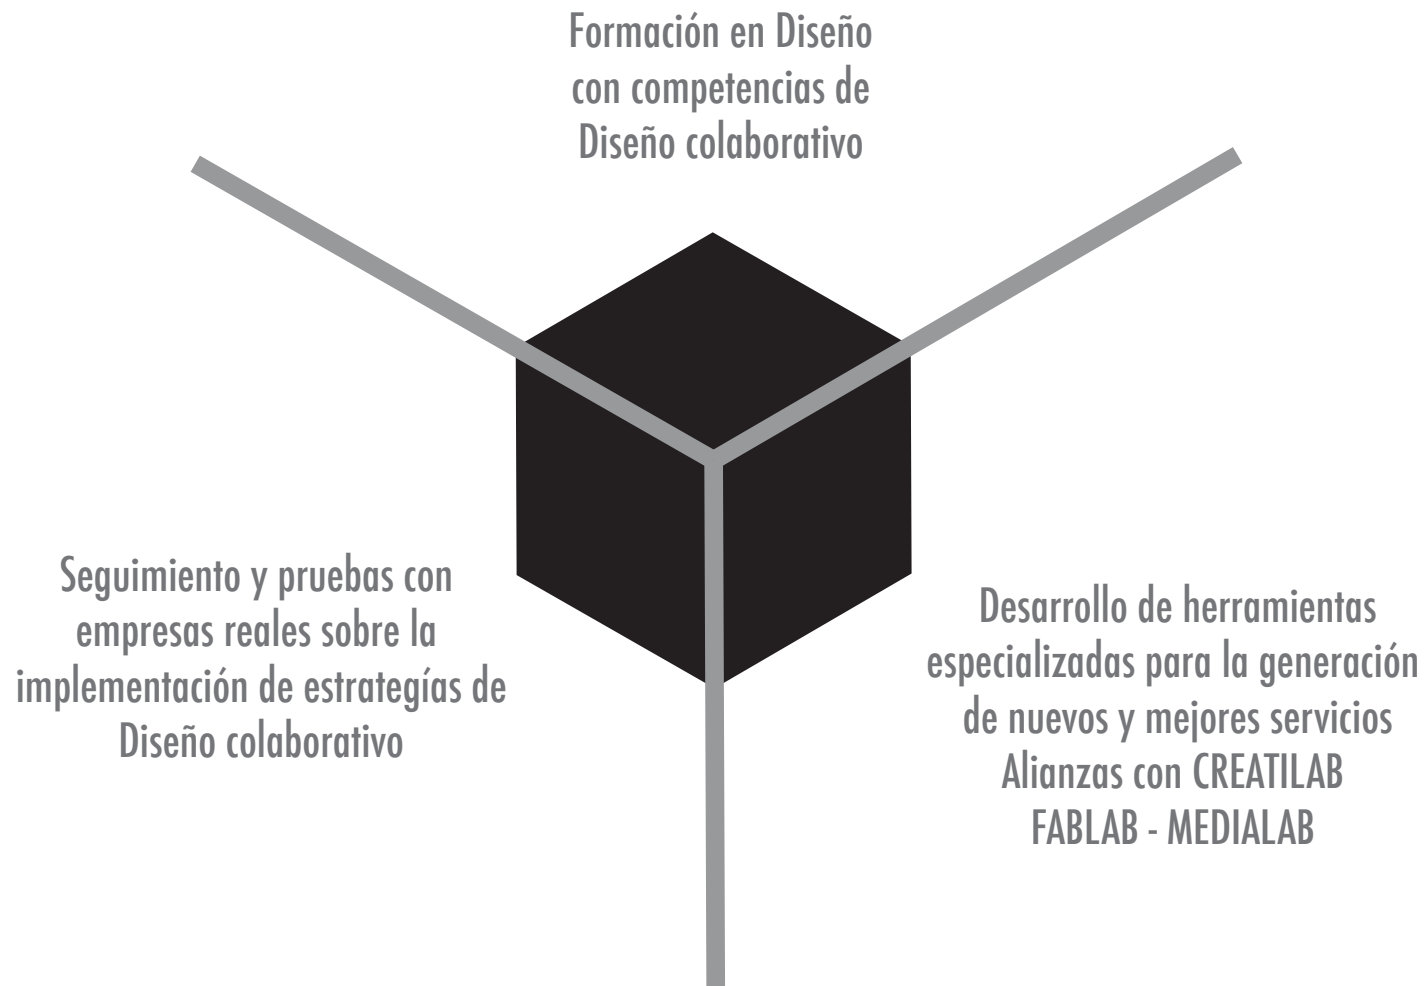 Formación en Diseño
con competencias de
Diseño colaborativo
Seguimiento y pruebas con
empresas reales sobre la
implementación de estrategías de
Diseño colaborativo
Desarrollo de herramientas
especializadas para la generación
de nuevos y mejores servicios
Alianzas con CREATILAB
FABLAB - MEDIALAB